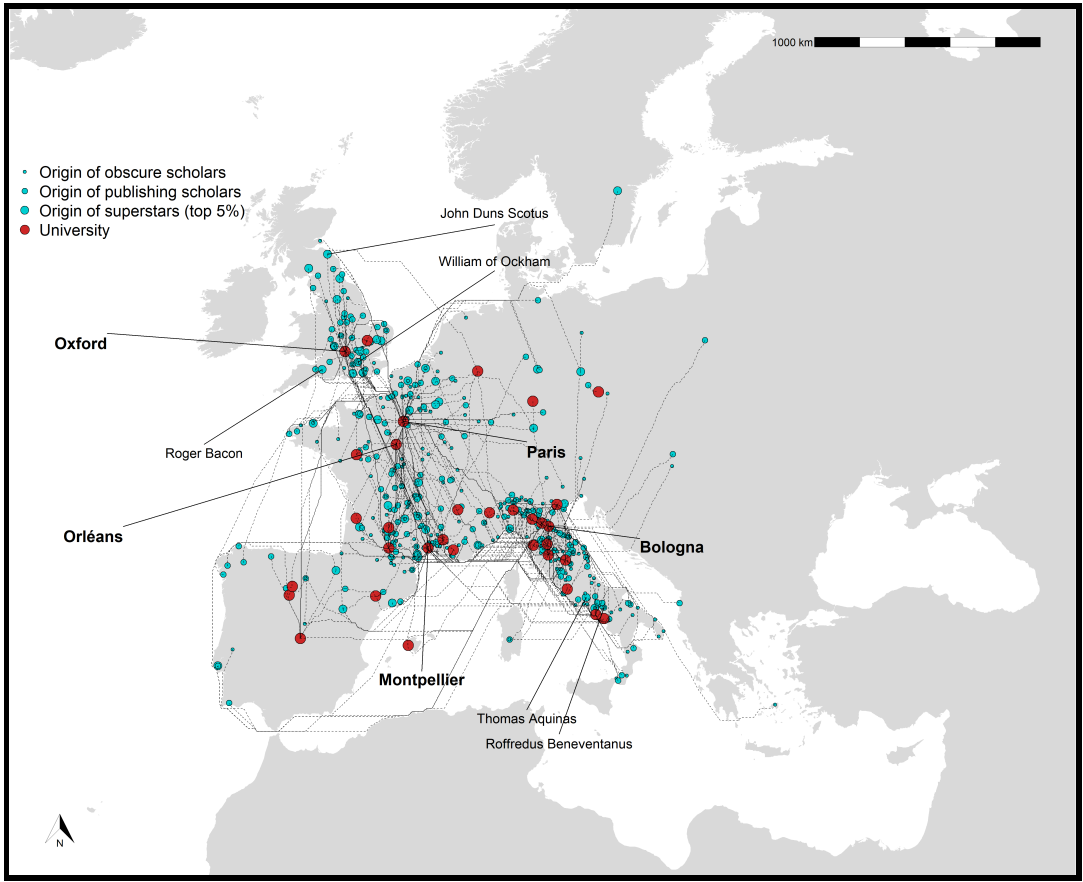 1000 km
Origin of obscure scholars
Origin of publishing scholars
Origin of superstars (top 5%)
University
John Duns Scotus
William of Ockham
Oxford
Roger Bacon
Paris
Orléans
Bologna
Montpellier
Thomas Aquinas
Roffredus Beneventanus
N